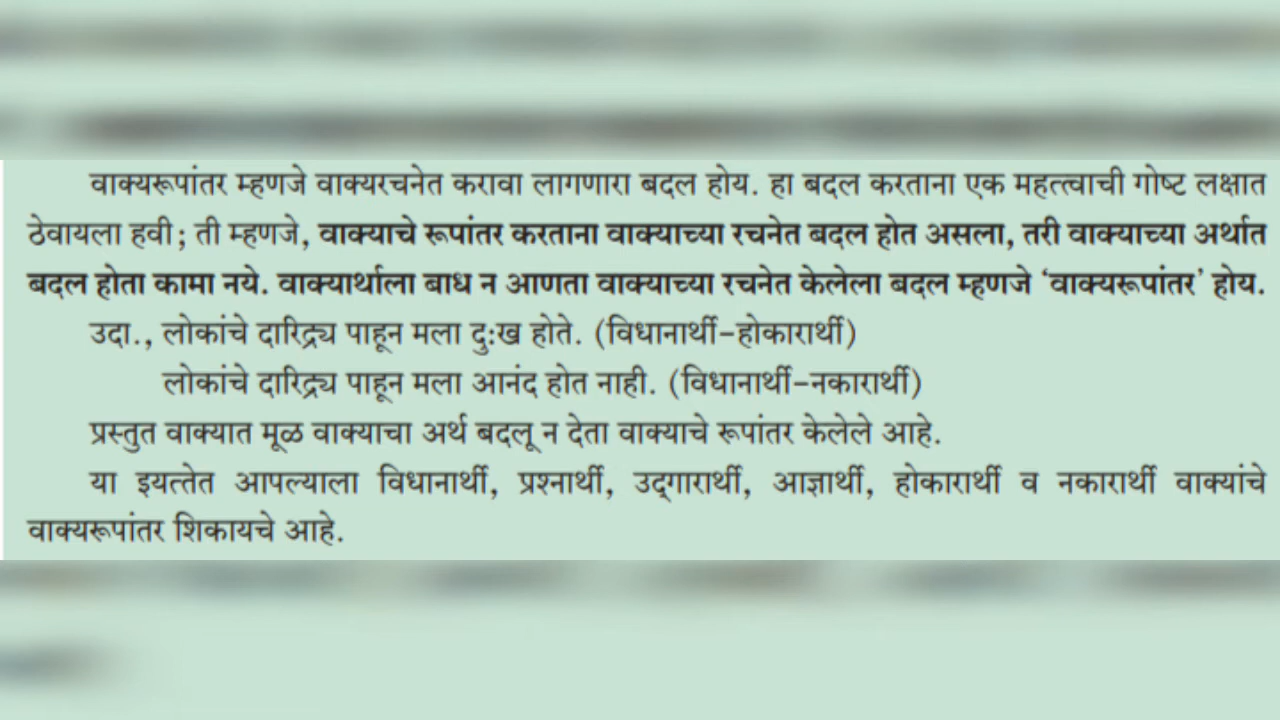 वाक्यरूपांतर म्हणजे वाक्यरचनेत करावा लागणारा बदल होय. हा बदल करताना एक महत्त्वाची गोष्ट लक्षात
ठेवायला हवी; ती म्हणजे, वाक्याचे रूपांतर करताना वाक्याच्या रचनेत बदल होत असला, तरी वाक्याच्या अर्थात
बदल होता कामा नये. वाक्यार्थाला बाध न आणता वाक्याच्या रचनेत केलेला बदल म्हणजे ‘वाक्यरूपांतर’ होय.
उदा., लोकांचे दारिद्र्य पाहून मला दुःख होते. (विधानार्थी–होकारार्थी)
लोकांचे दारिद्र्य पाहून मला आनंद होत नाही. (विधानार्थी–नकारार्थी)
प्रस्तुत वाक्यात मूळ वाक्याचा अर्थ बदलू न देता वाक्याचे रूपांतर केलेले आहे.
या इयत्तेत आपल्याला विधानार्थी, प्रश्नार्थी, उद्‌गारार्थी, आज्ञार्थी, होकारार्थी व नकारार्थी वाक्यांचे
वाक्यरूपांतर शिकायचे आहे.